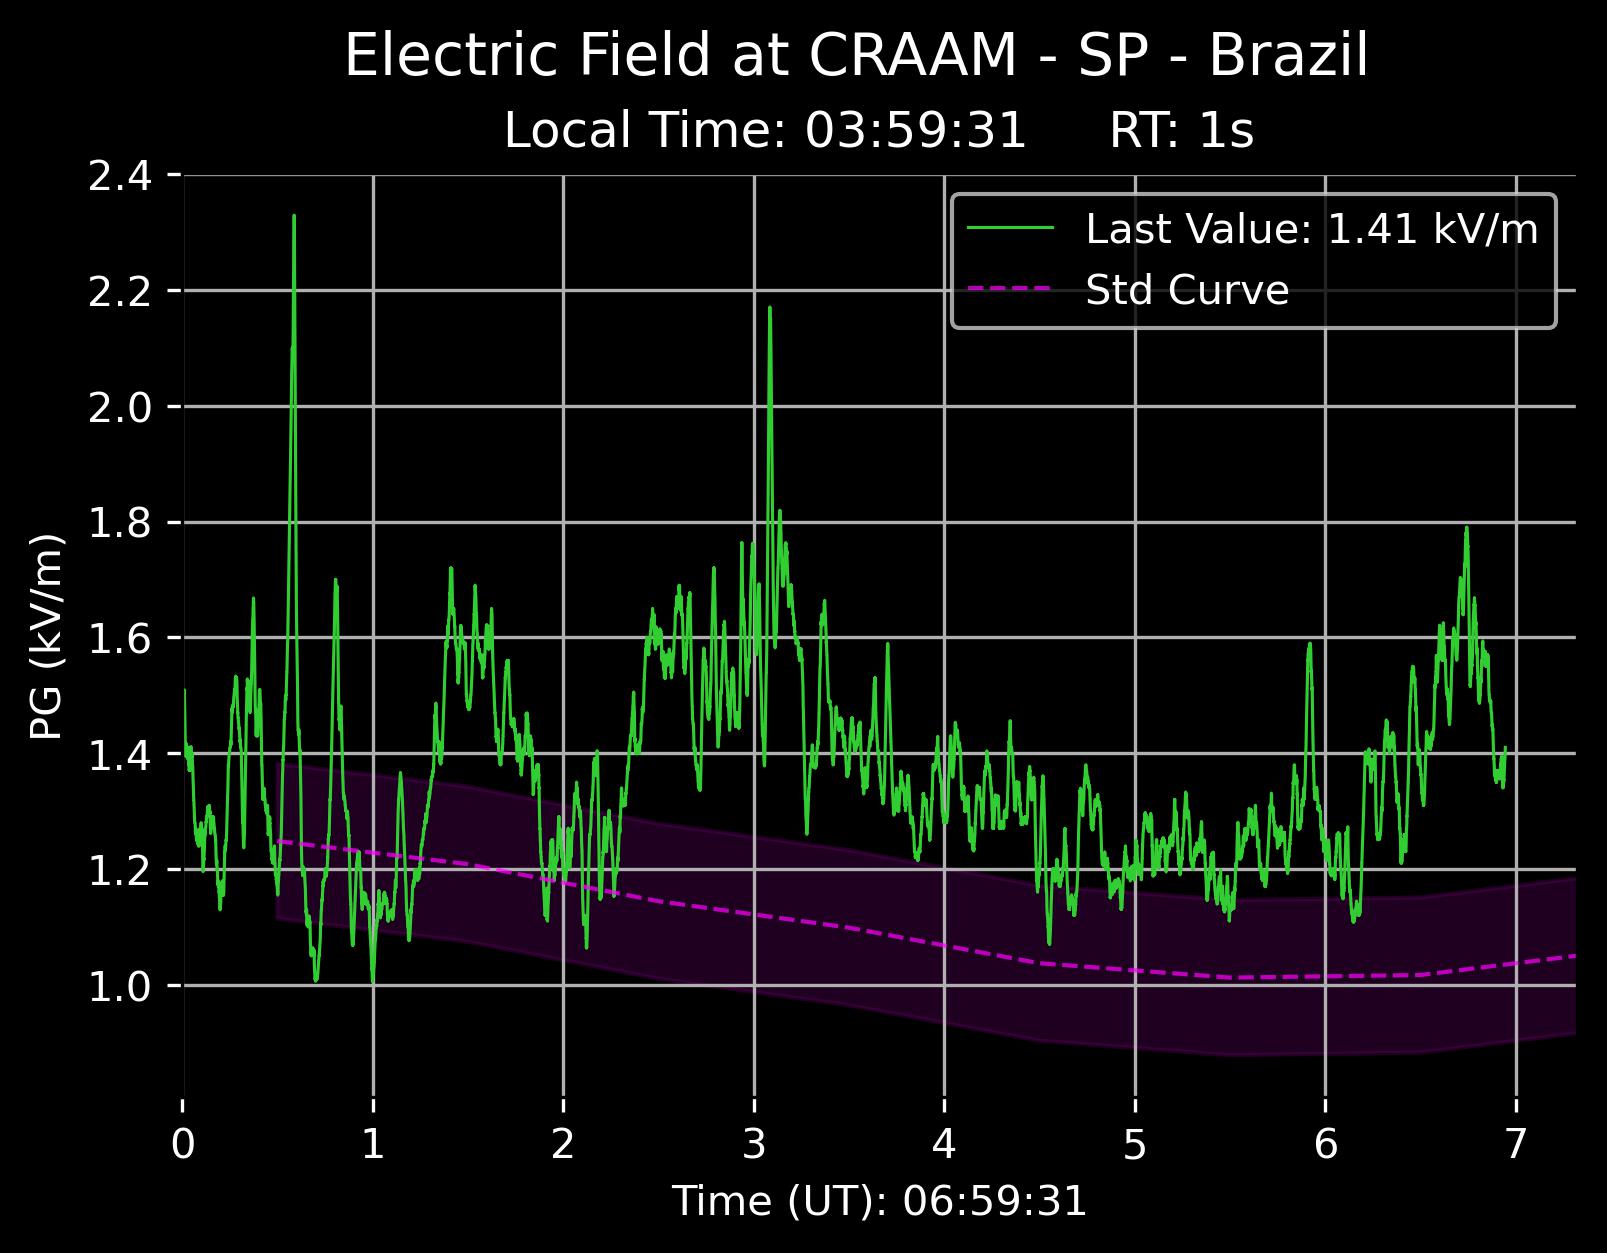 Electric Field at CRAAM - SP - Brazil
Local Time: 03:59:31 RT: 1s
Last Value: 1.41 kV/m
Std Curve
PG (kV/m)
2.4
2.2
2.0
1.8
1.6
1.4
1.2
1.0
0 1 2 3 4 5 6 7
Time (UT): 06:59:31